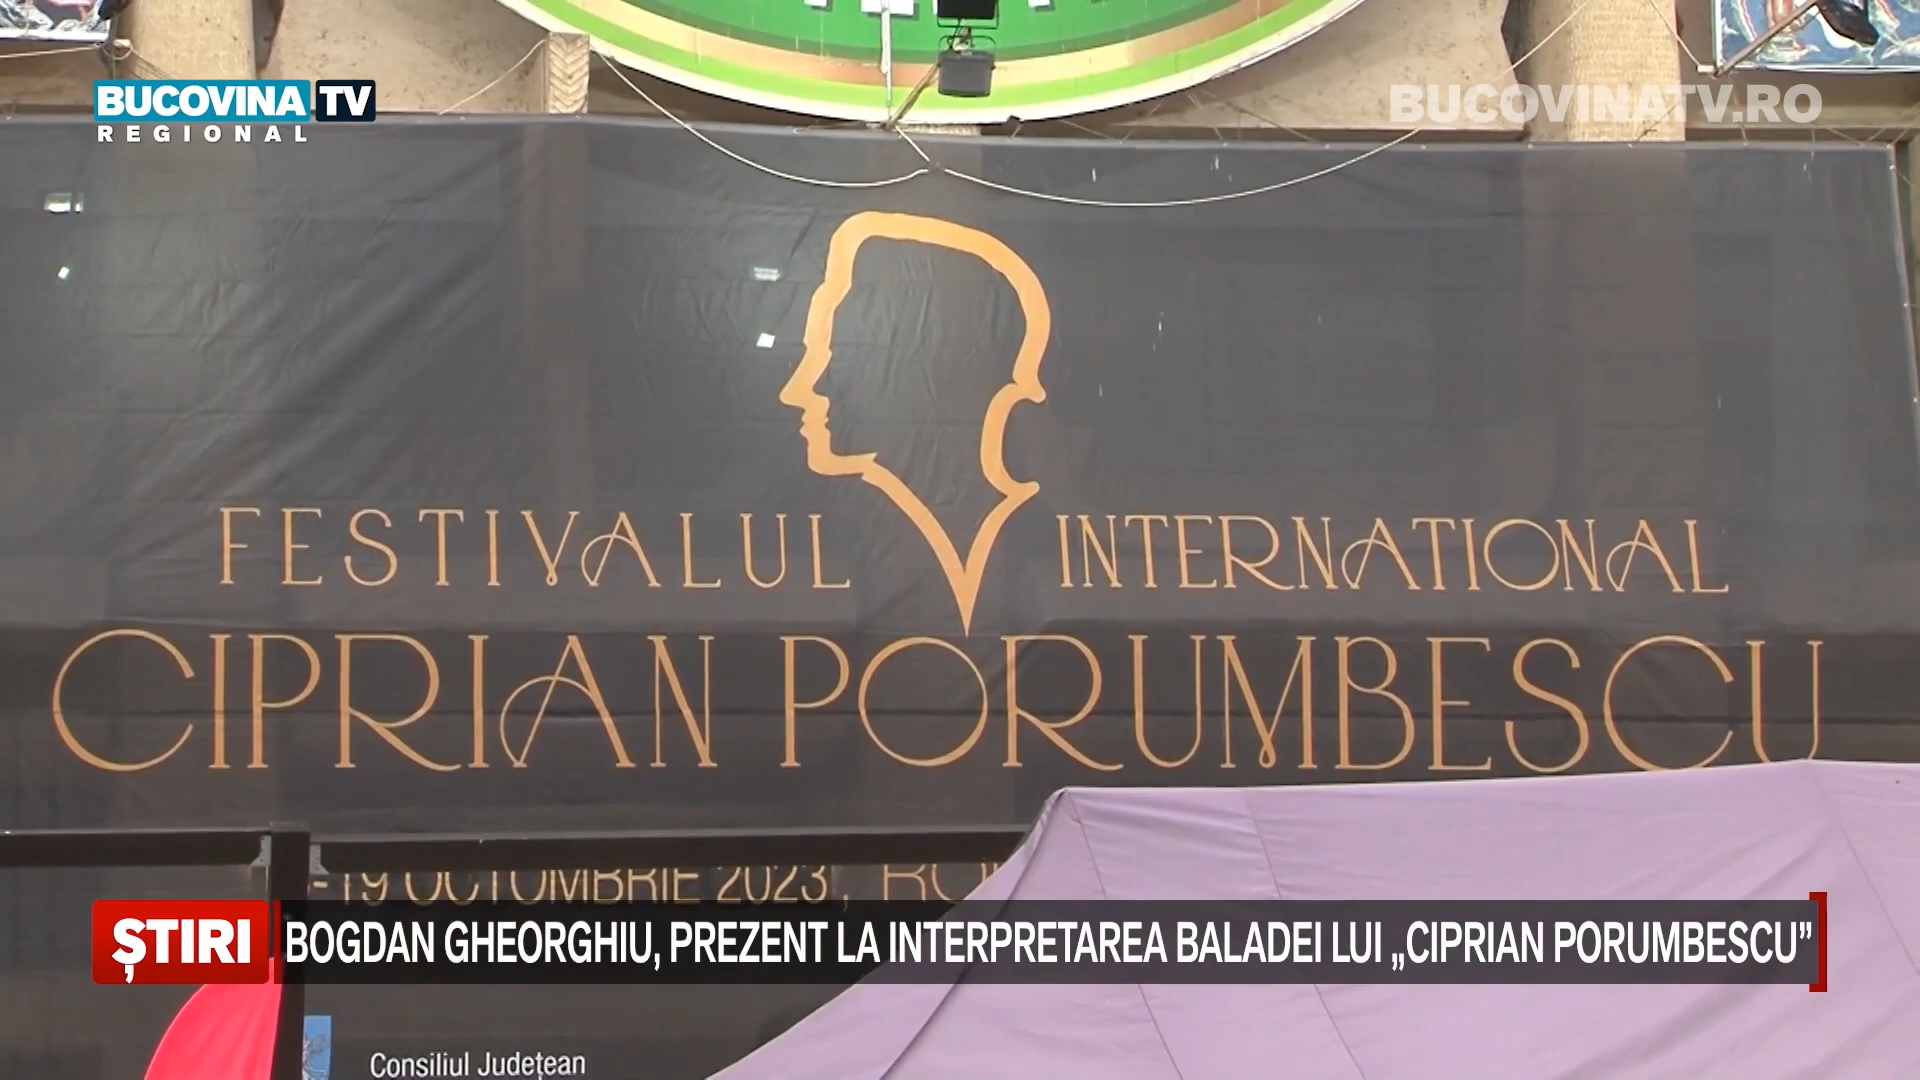 BUCOVINA TV
REGIONAL
BUCOVINATV.RO
FESTIVALUL INTERNATIONAL
CIPRIAN PORUMBESCU
-19 OCTOMBRIE 2023,
ȘTIRI
BOGDAN GHEORGHIU, PREZENT LA INTERPRETAREA BALADEI LUI „CIPRIAN PORUMBESCU”
Consiliul Județean